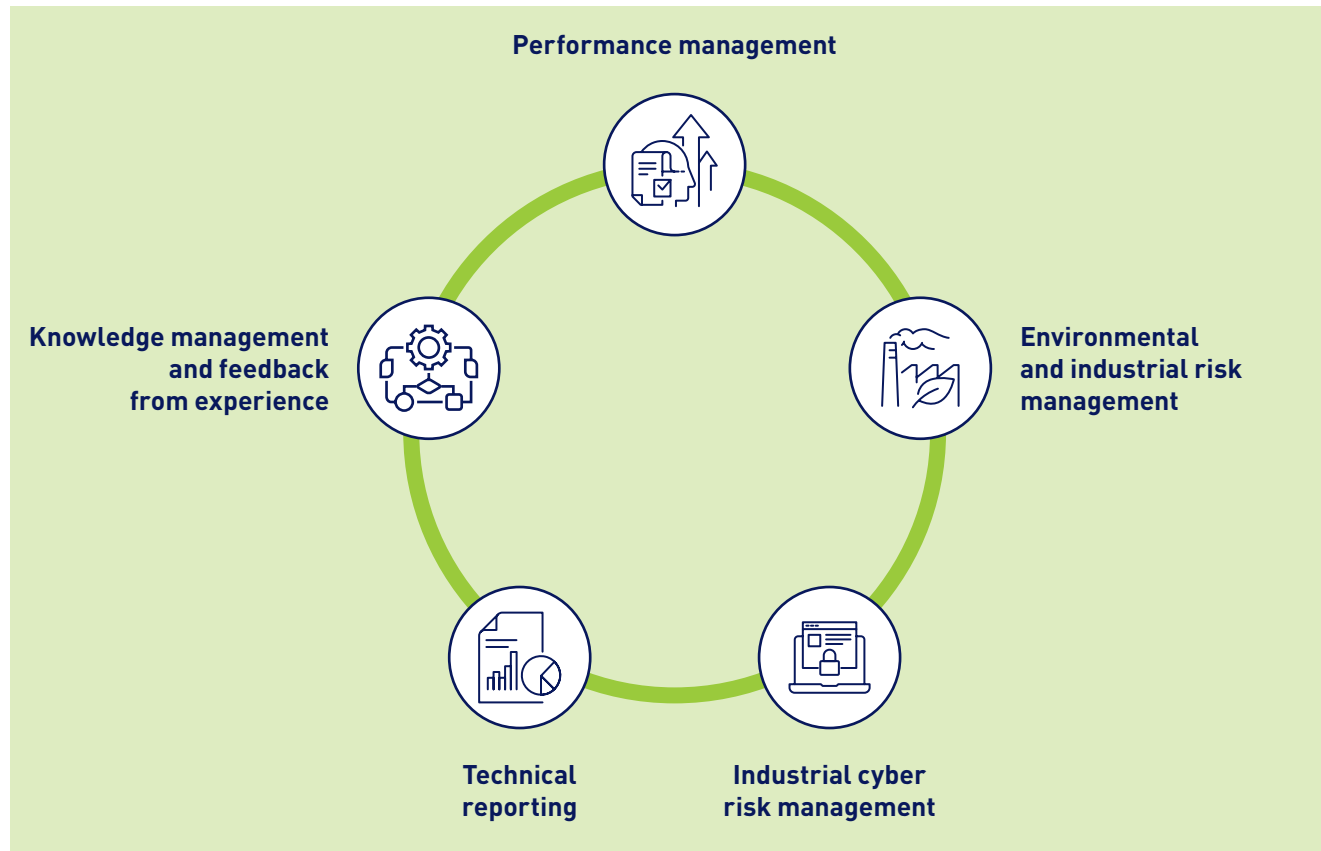 Performance management
Knowledge management
and feedback
from experience
Environmental
and industrial risk
management
Technical
reporting
Industrial cyber
risk management